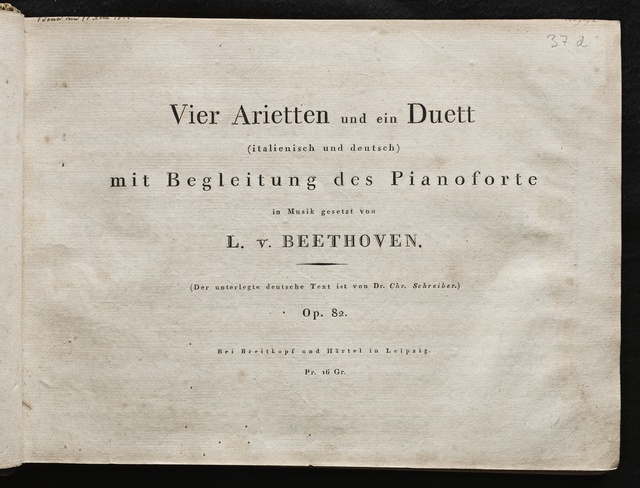 37 d
Vier Arietten und ein Duett
(italienisch und deutsch)
mit Begleitung des Pianoforte
in Musik gesetzt von
L. v. BEETHOVEN.
(Der unterlegte deutsche Text ist von Dr. Chr. Schreiber.)
Op. 82.
Bei Breitkopf und Härtel in Leipzig.
Pr. 16 Gr.